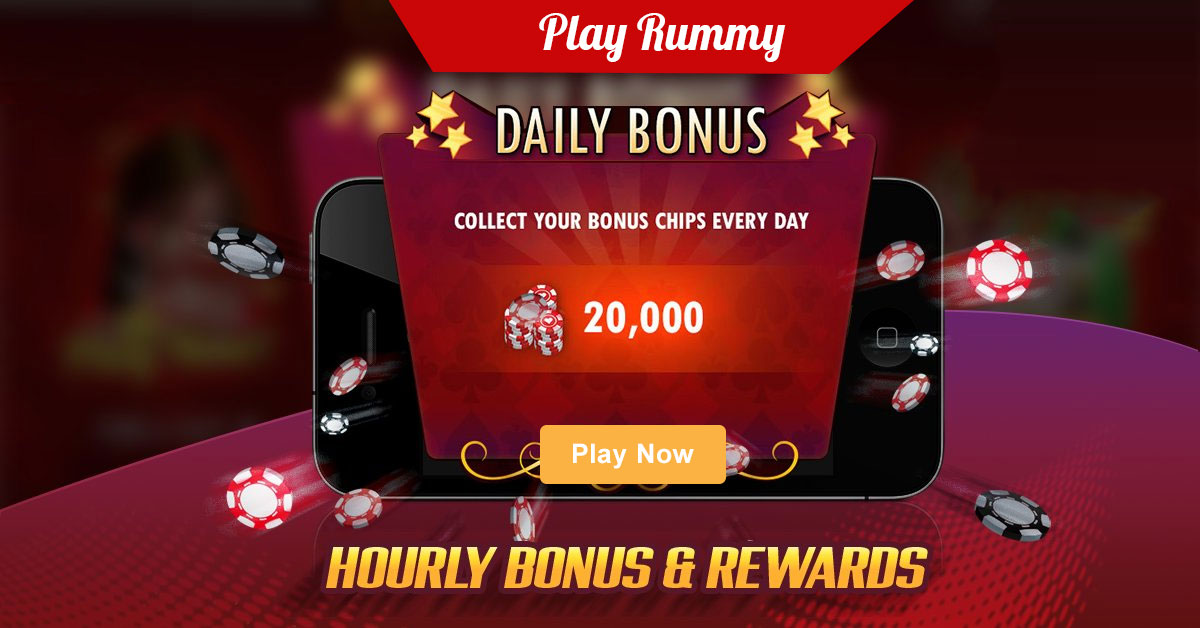 Play Rummy
DAILY BONUS
COLLECT YOUR BONUS CHIPS EVERY DAY
20,000
Play Now
HOURLY BONUS & REWARDS